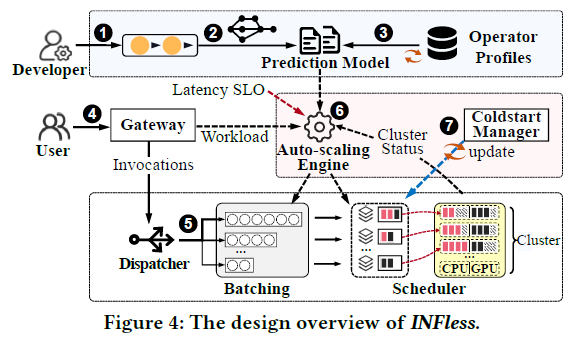 1
2
3
Developer
Prediction Model
Operator
Profiles
Latency SLO
4
6
7
Coldstart
Manager
Gateway
User
Workload
Auto-scaling
Engine
Cluster
Status
update
Invocations
5
Dispatcher
...
...
...
Cluster
CPU GPU
Batching
Scheduler
Figure 4: The design overview of INFless.